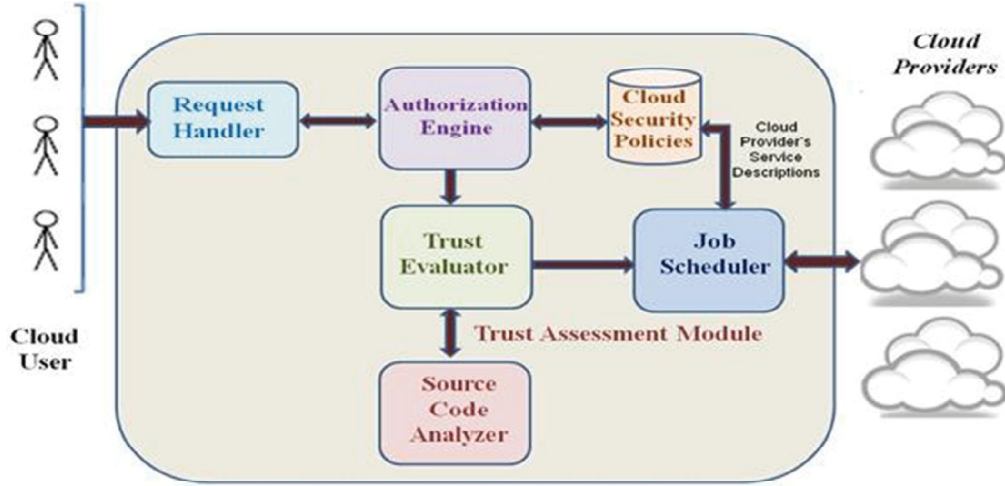 Cloud
Providers
Request
Handler
Authorization
Engine
Cloud
Security
Policies
Cloud
Provider's
Service
Descriptions
Trust
Evaluator
Job
Scheduler
Cloud
User
Trust Assessment Module
Source
Code
Analyzer